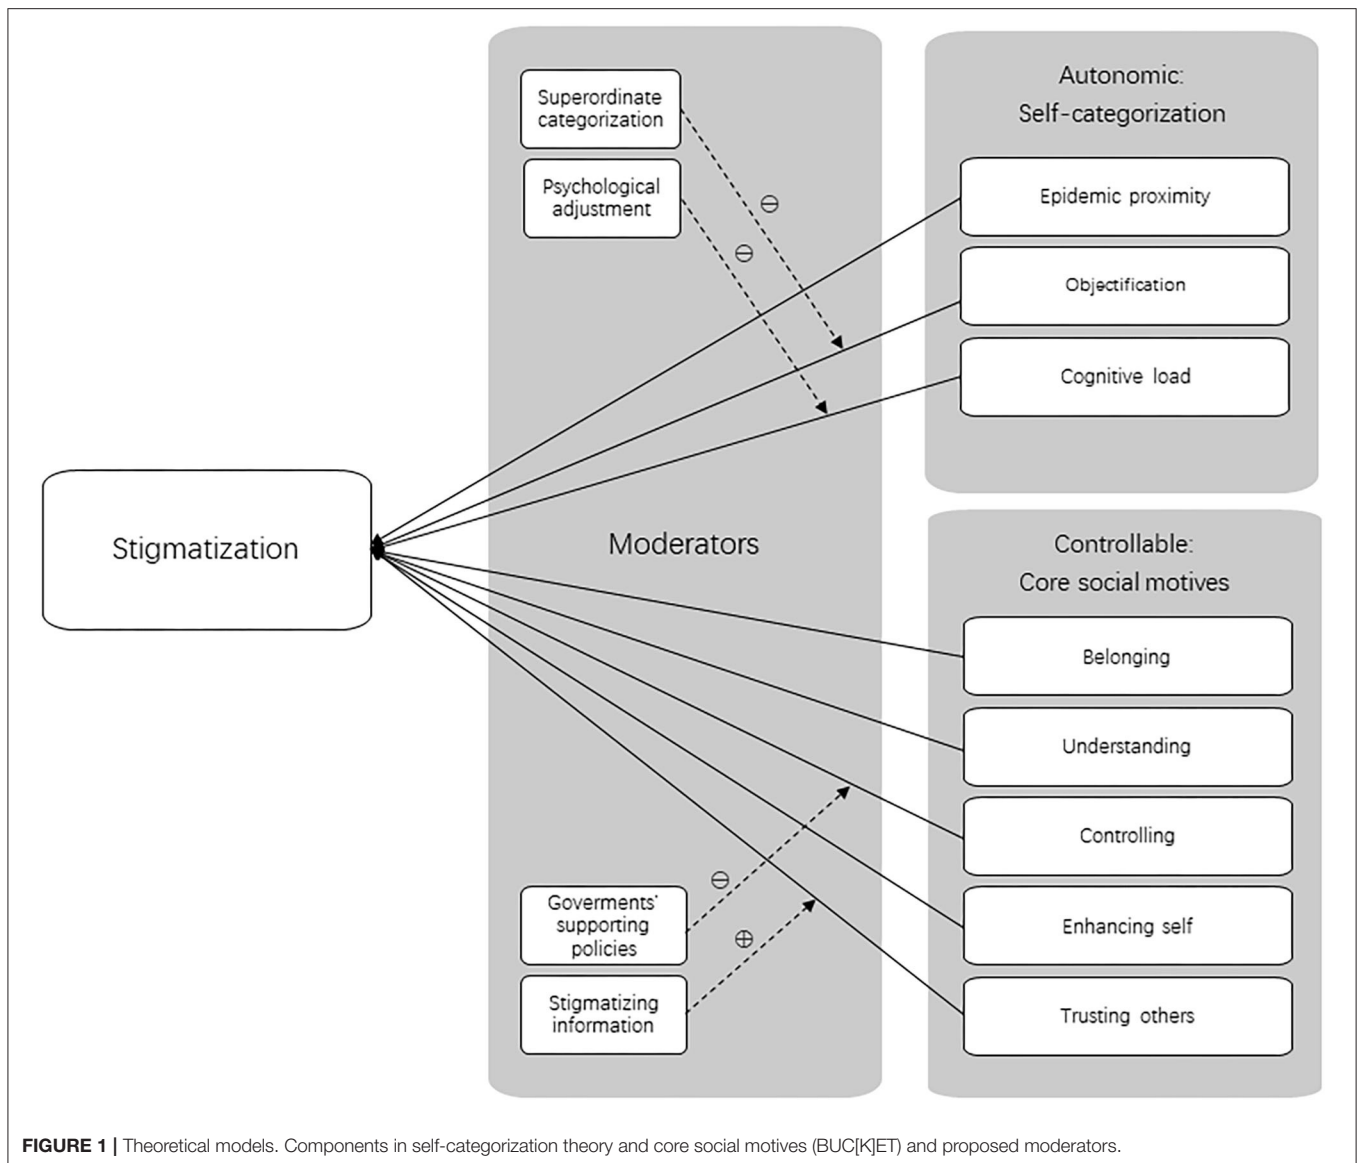 Superordinate
categorization
Psychological
adjustment
⊖
⊖
Autonomic:
Self-categorization
Epidemic proximity
Objectification
Cognitive load
Stigmatization
Moderators
Controllable:
Core social motives
Belonging
Understanding
Controlling
Enhancing self
Trusting others
⊖
Goverments'
supporting
policies
⊕
Stigmatizing
information
FIGURE 1 | Theoretical models. Components in self-categorization theory and core social motives (BUC[K]ET) and proposed moderators.